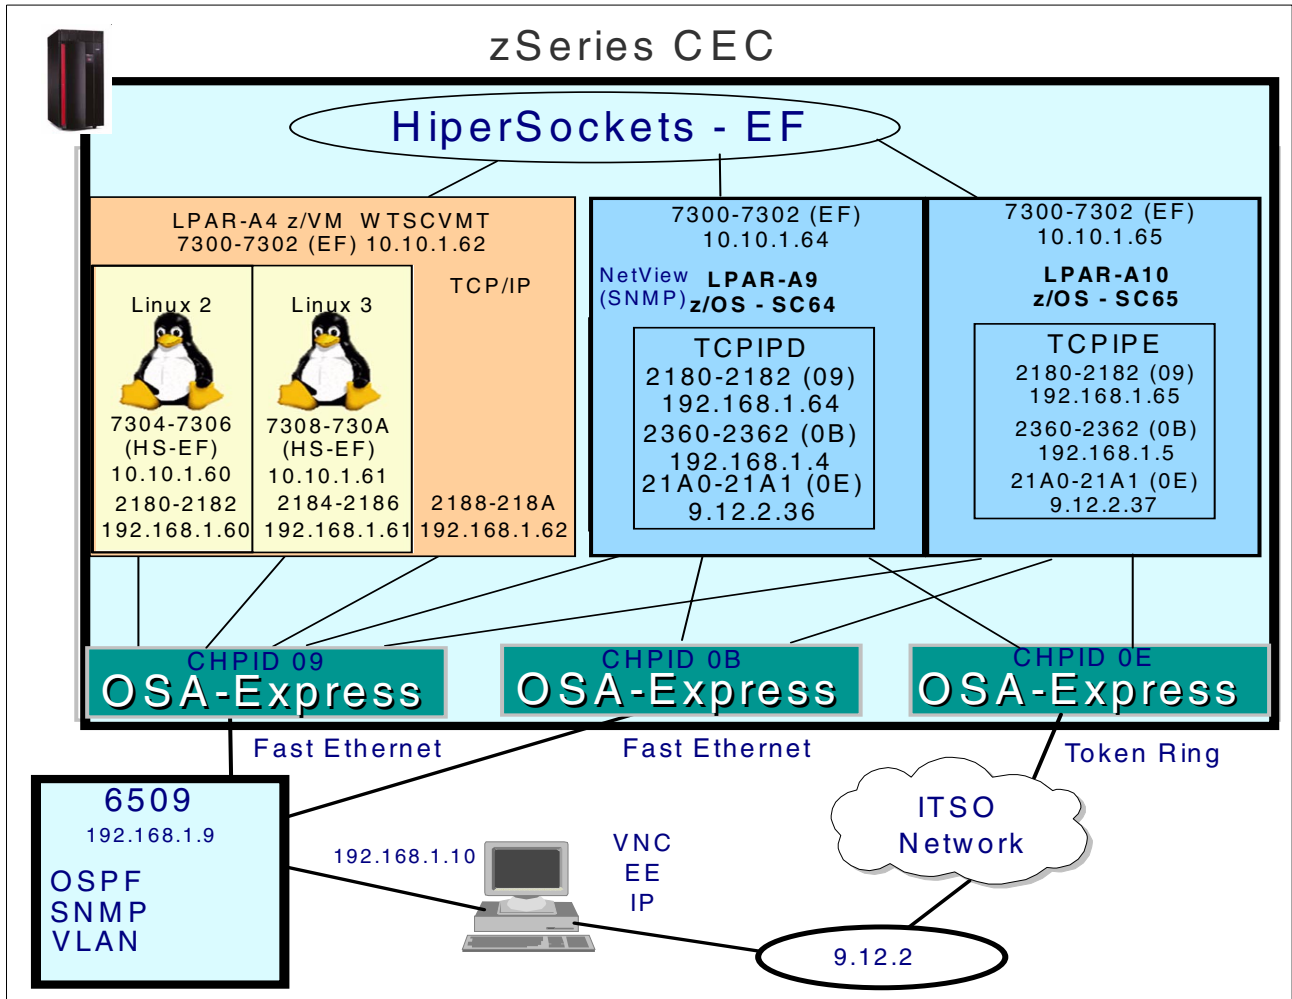 zSeries CEC
HiperSockets - EF
LPAR-A4 z/VM WTSCVMT
7300-7302 (EF) 10.10.1.62
TCP/IP
Linux 2
7304-7306
(HS-EF)
10.10.1.60
2180-2182
192.168.1.60
Linux 3
7308-730A
(HS-EF)
10.10.1.61
2184-2186
192.168.1.61
2188-218A
192.168.1.62
7300-7302 (EF)
10.10.1.64
NetView
(SNMP)
LPAR-A9
z/OS - SC64
TCPIPD
2180-2182 (09)
192.168.1.64
2360-2362 (0B)
192.168.1.4
21A0-21A1 (0E)
9.12.2.36
7300-7302 (EF)
10.10.1.65
LPAR-A10
z/OS - SC65
TCPIPE
2180-2182 (09)
192.168.1.65
2360-2362 (0B)
192.168.1.5
21A0-21A1 (0E)
9.12.2.37
CHPID 09
OSA-Express
CHPID 0B
OSA-Express
CHPID 0E
OSA-Express
Fast Ethernet
Fast Ethernet
Token Ring
6509
192.168.1.9
OSPF
SNMP
VLAN
192.168.1.10
VNC
EE
IP
ITSO
Network
9.12.2